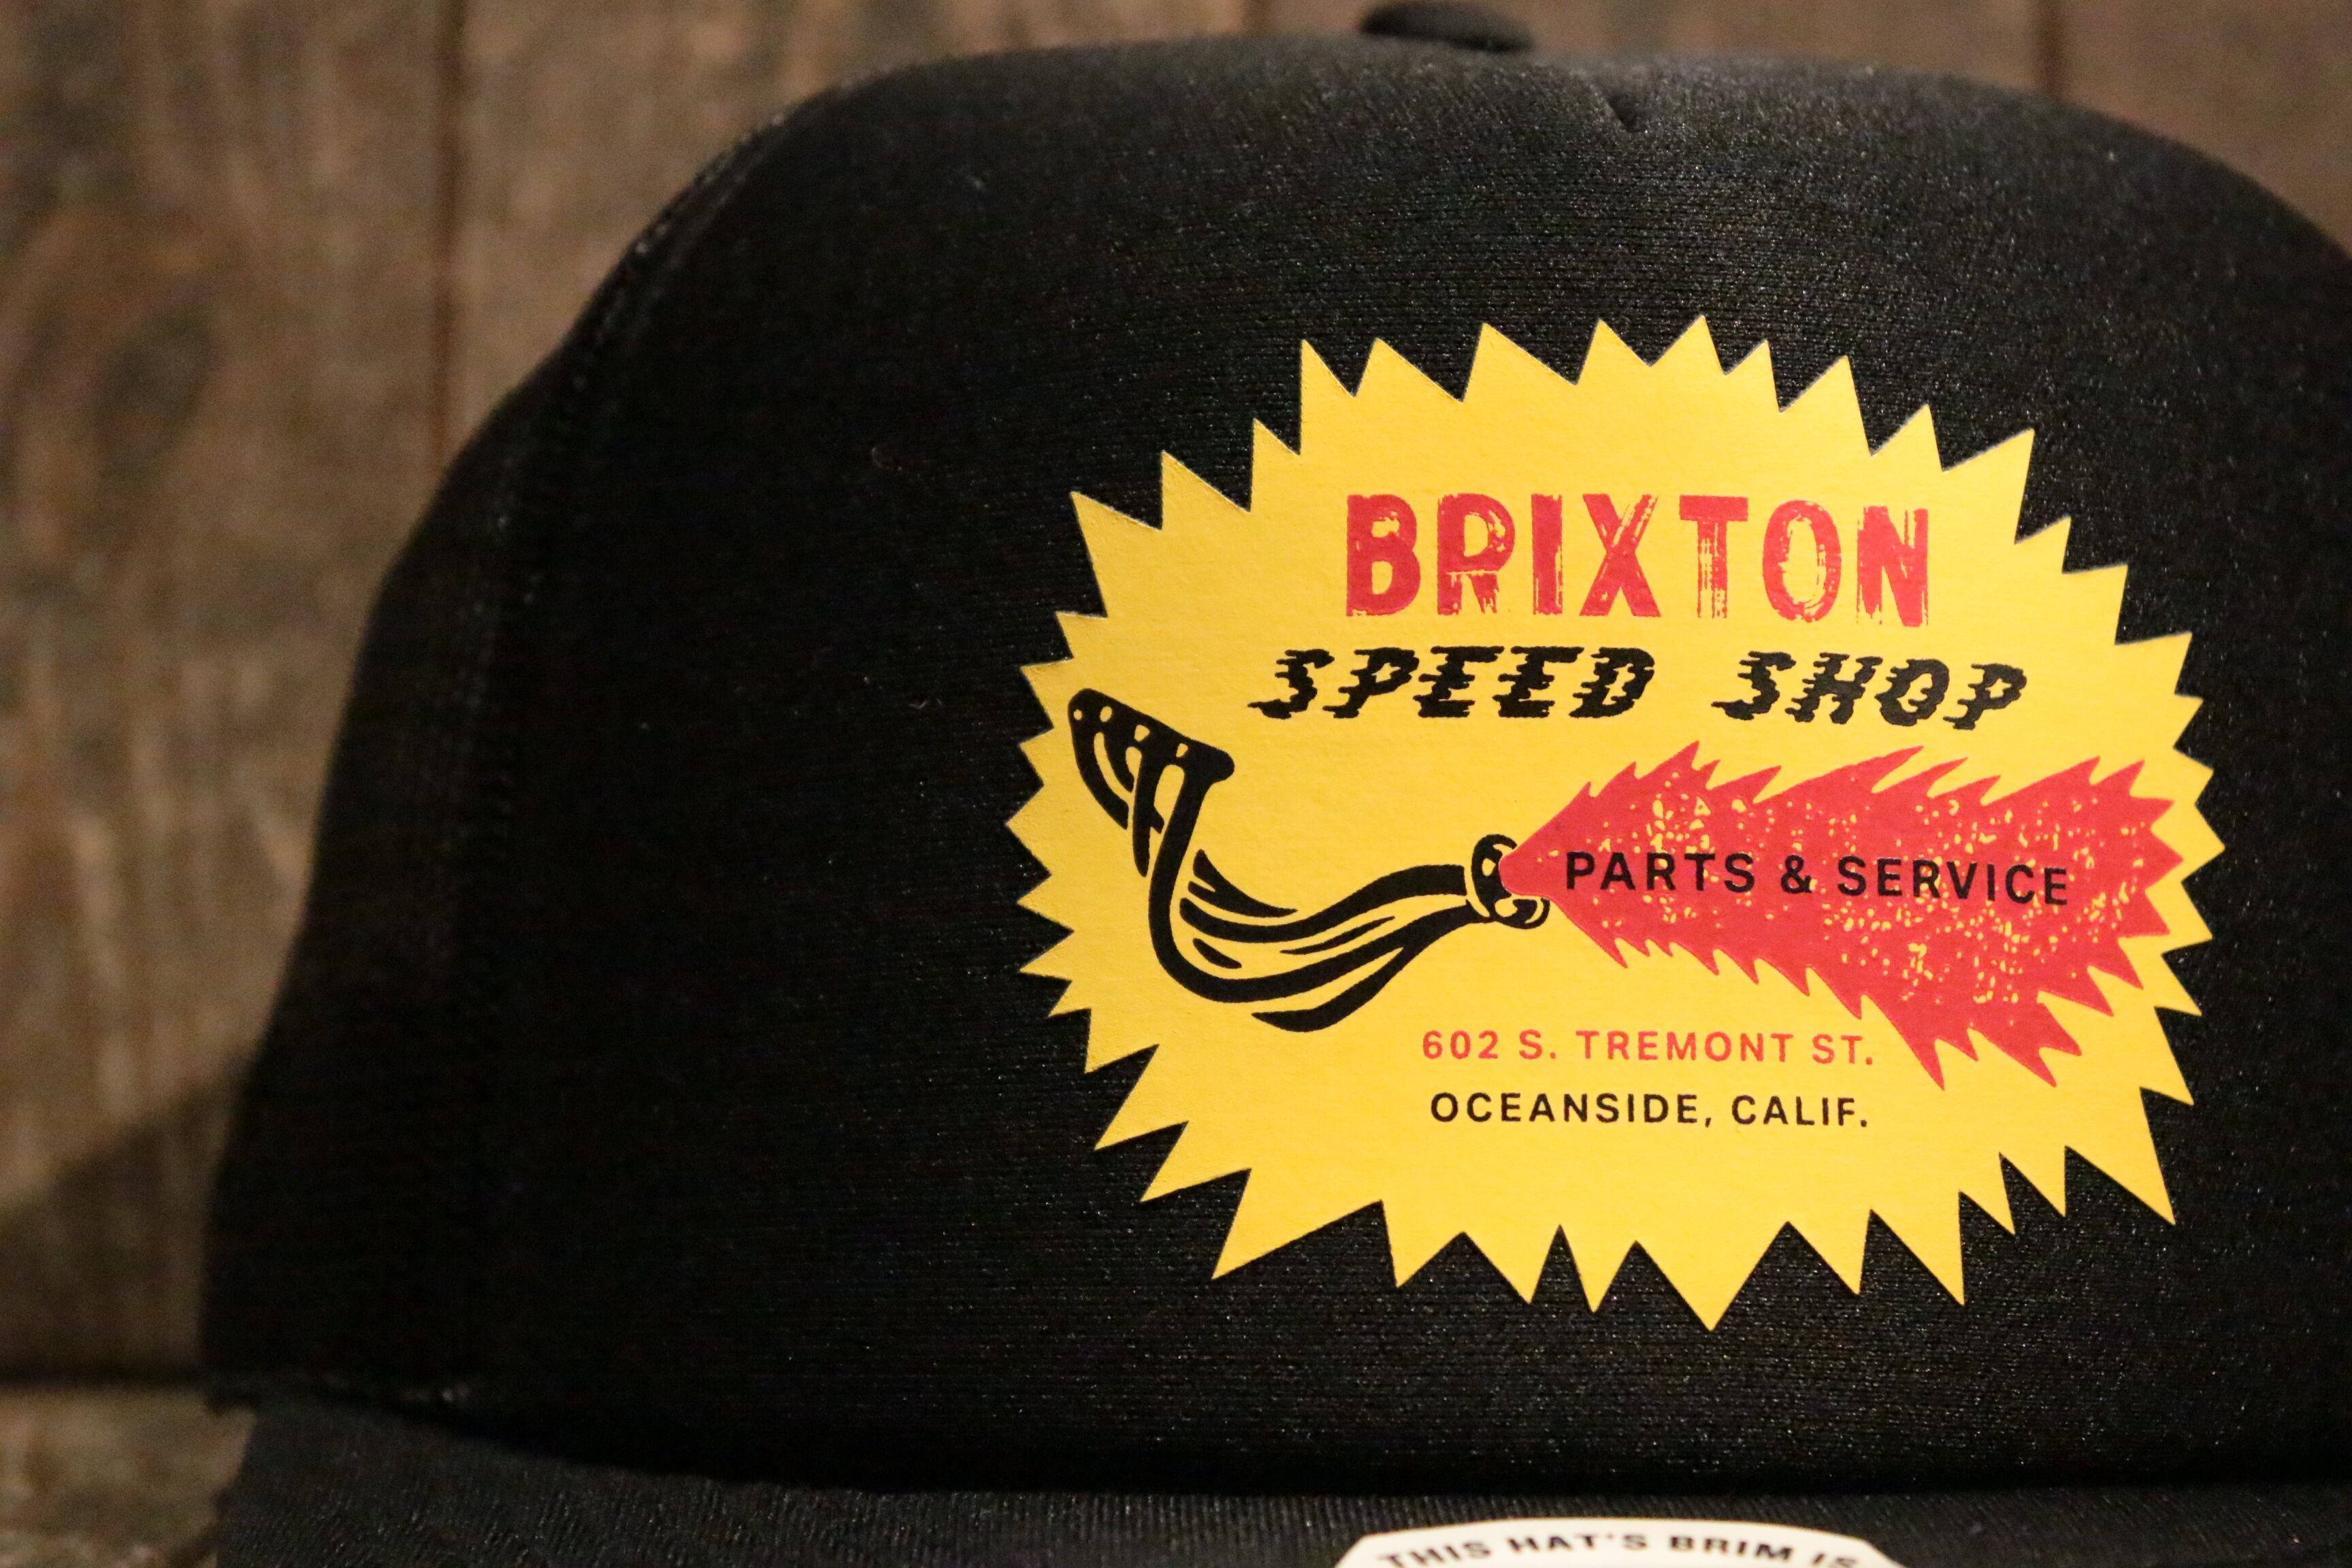 BRIXTON
SPEED SHOP
PARTS & SERVICE
602 S. TREMONT ST.
OCEANSIDE, CALIF.
THIS HAT'S BRIM IS